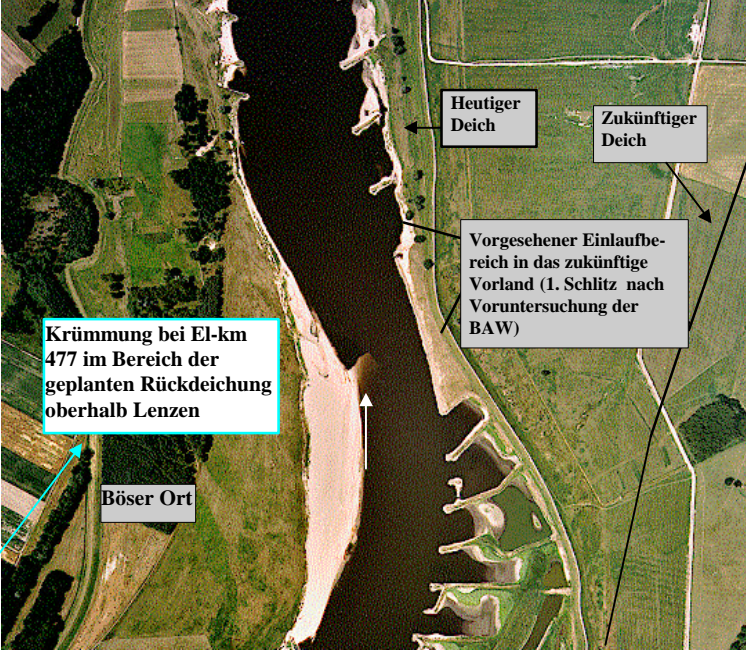 Heutiger
Deich
Zukünftiger
Deich
Vorgesehener Einlaufbe-
reich in das zukünftige
Vorland (1. Schlitz nach
Voruntersuchung der
BAW)
Krümmung bei El-km
477 im Bereich der
geplanten Rückdeichung
oberhalb Lenzen
Böser Ort